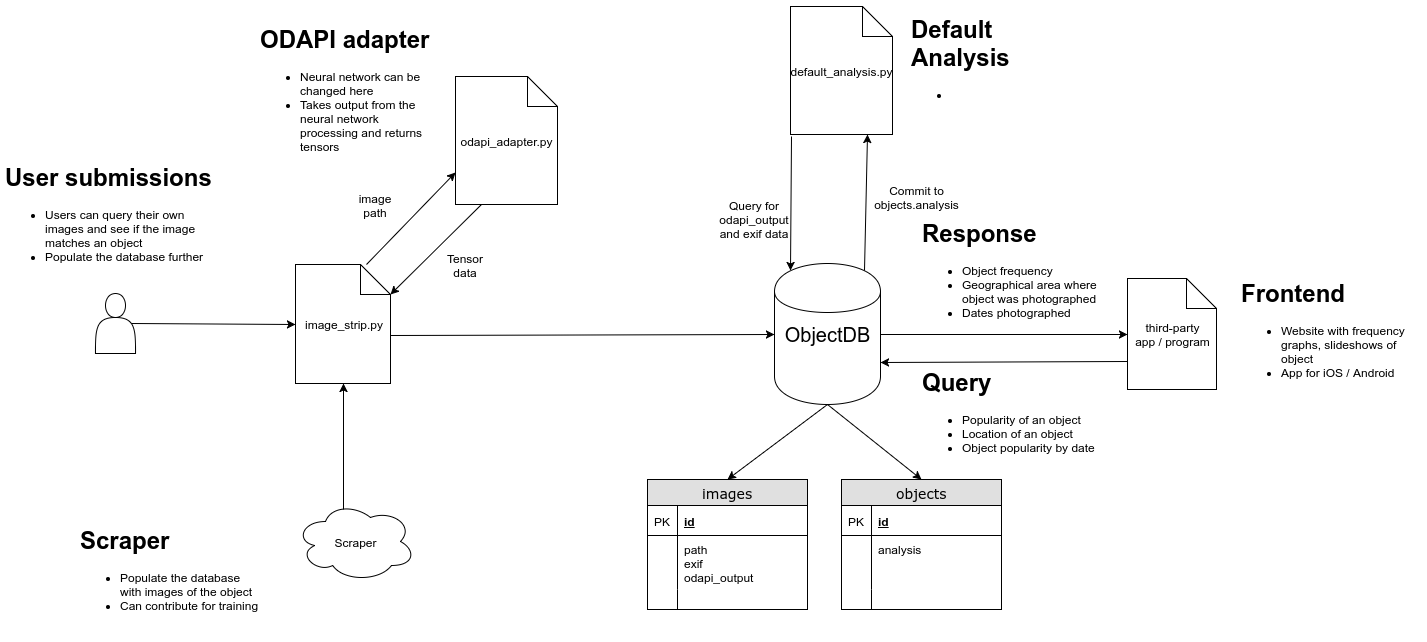 ODAPI adapter
Neural network can be
changed here
Takes output from the
neural network
processing and returns
tensors
odapi_adapter.py
default_analysis.py
Default
Analysis
User submissions
Users can query their own
images and see if the image
matches an object
Populate the database further
image
path
Tensor
data
Query for
odapi_output
and exif data
Commit to
objects.analysis
Response
Object frequency
Geographical area where
object was photographed
Dates photographed
image_strip.py
ObjectDB
third-party
app / program
Frontend
Website with frequency
graphs, slideshows of
object
App for iOS / Android
Query
Popularity of an object
Location of an object
Object popularity by date
images
PK
id
path
exif
odapi_output
objects
PK
id
analysis
Scraper
Populate the database
with images of the object
Can contribute for training
Scraper